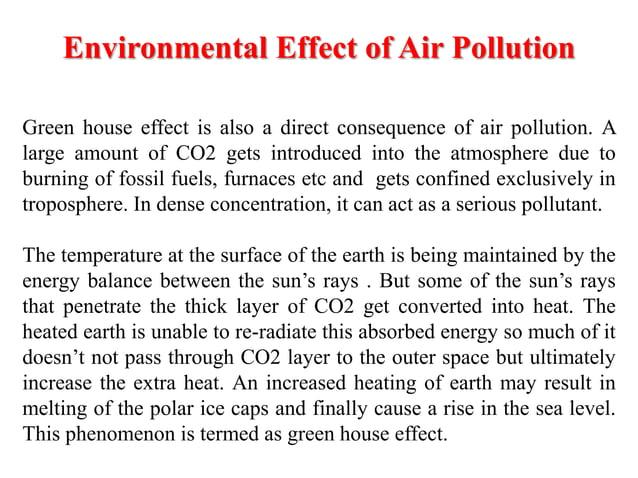 Environmental Effect of Air Pollution
Green house effect is also a direct consequence of air pollution. A
large amount of CO2 gets introduced into the atmosphere due to
burning of fossil fuels, furnaces etc and  gets confined exclusively in
troposphere. In dense concentration, it can act as a serious pollutant.
The temperature at the surface of the earth is being maintained by the
energy balance between the sun’s rays . But some of the sun’s rays
that penetrate the thick layer of CO2 get converted into heat. The
heated earth is unable to re-radiate this absorbed energy so much of it
doesn’t not pass through CO2 layer to the outer space but ultimately
increase the extra heat. An increased heating of earth may result in
melting of the polar ice caps and finally cause a rise in the sea level.
This phenomenon is termed as green house effect.